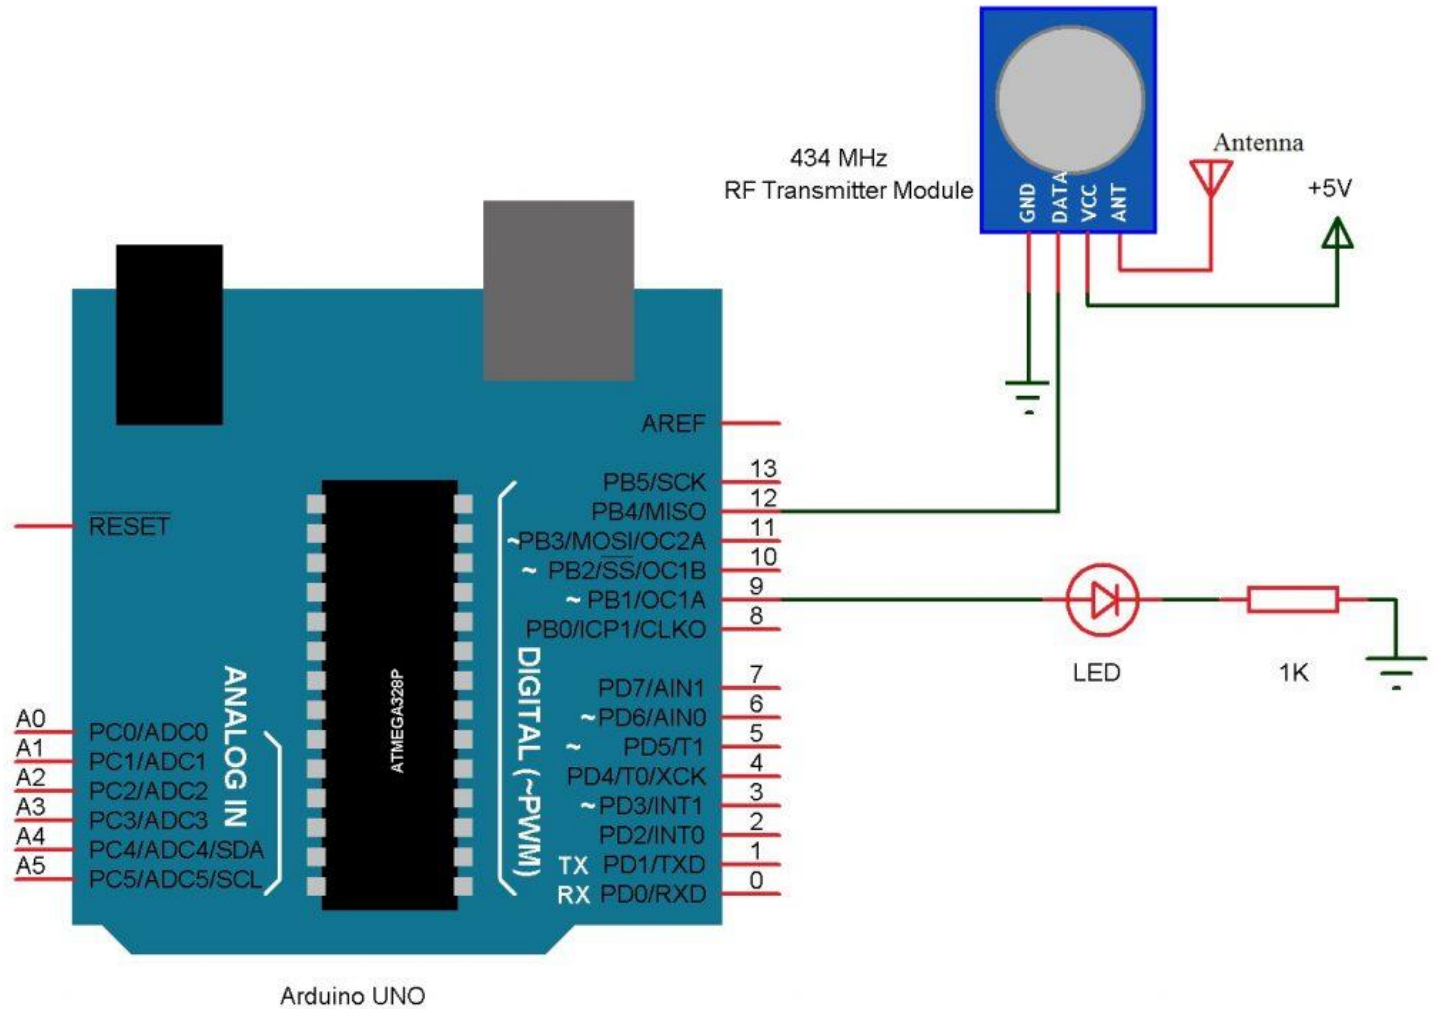 434 MHz
RF Transmitter Module
GND
DATA
VCC
ANT
Antenna
+5V
AREF
PB5/SCK 13
PB4/MISO 12
~PB3/MOSI/OC2A 11
~ PB2/SS/OC1B 10
~ PB1/OC1A 9
PB0/ICP1/CLKO 8
PD7/AIN1 7
~PD6/AIN0 6
~ PD5/T1 5
PD4/T0/XCK 4
~PD3/INT1 3
PD2/INT0 2
TX PD1/TXD 1
RX PD0/RXD 0
RESET
A0 PC0/ADC0
A1 PC1/ADC1
A2 PC2/ADC2
A3 PC3/ADC3
A4 PC4/ADC4/SDA
A5 PC5/ADC5/SCL
ANALOG IN
ATMEGA328P
DIGITAL (~PWM)
LED
1K
Arduino UNO